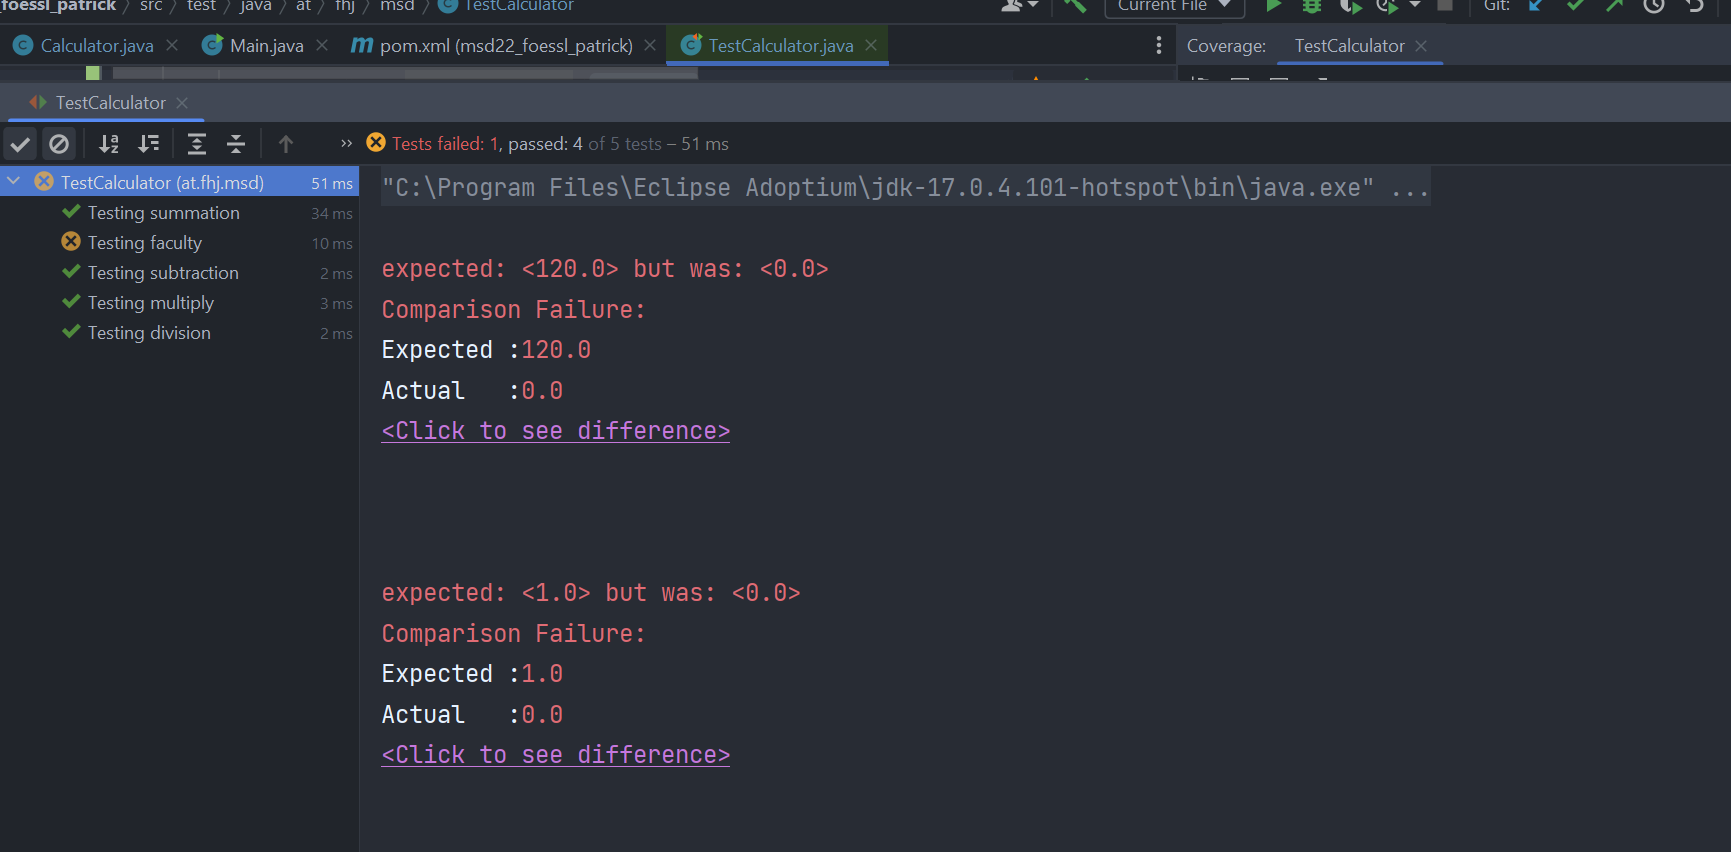 foessl_patrick src test java at fhj msd TestCalculator Current File Git:
Calculator.java Main.java pom.xml (msd22_foessl_patrick) TestCalculator.java Coverage: TestCalculator
TestCalculator
Tests failed: 1, passed: 4 of 5 tests – 51 ms
TestCalculator (at.fhj.msd) 51 ms
Testing summation 34 ms
Testing faculty 10 ms
Testing subtraction 2 ms
Testing multiply 3 ms
Testing division 2 ms
"C:\Program Files\Eclipse Adoptium\jdk-17.0.4.101-hotspot\bin\java.exe" ...
expected: <120.0> but was: <0.0>
Comparison Failure:
Expected :120.0
Actual   :0.0
<Click to see difference>
expected: <1.0> but was: <0.0>
Comparison Failure:
Expected :1.0
Actual   :0.0
<Click to see difference>